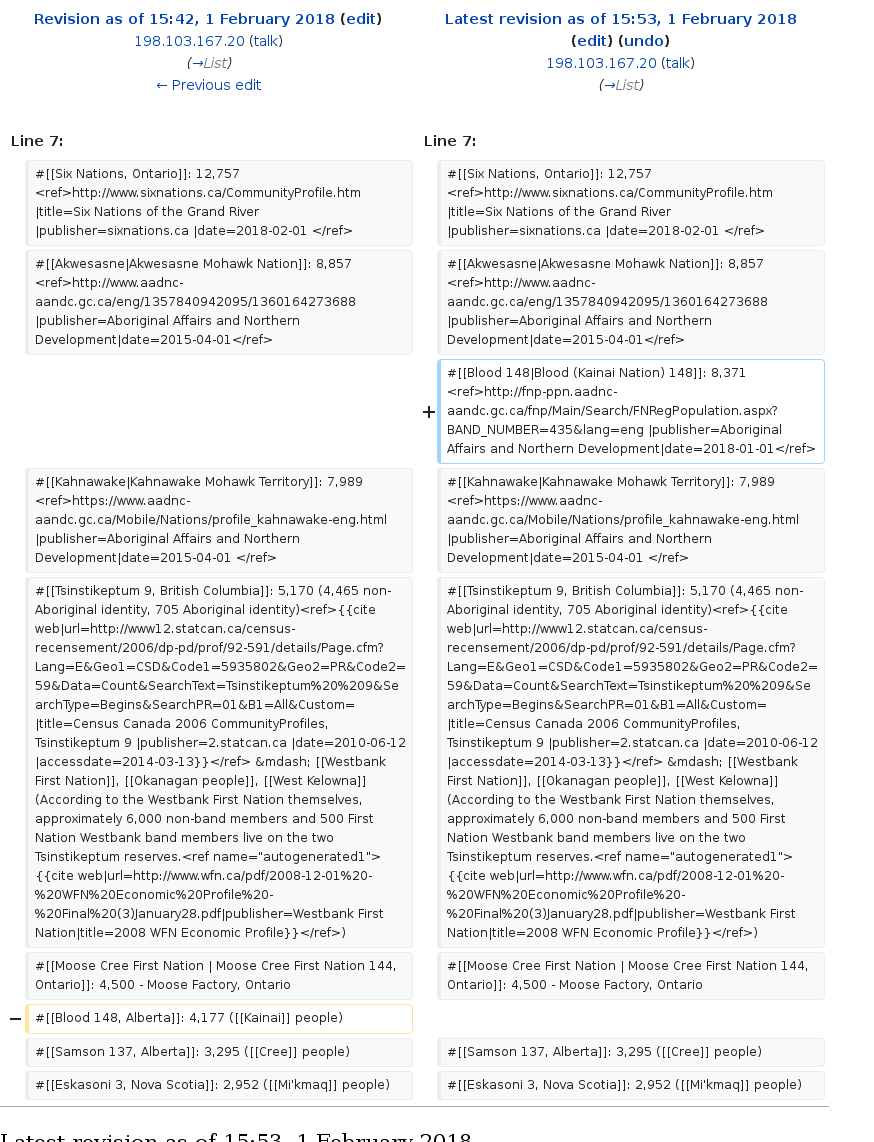 Revision as of 15:42, 1 February 2018 (edit)
198.103.167.20 (talk)
(→List)
← Previous edit
Latest revision as of 15:53, 1 February 2018
(edit) (undo)
198.103.167.20 (talk)
(→List)
Line 7:
Line 7:
#[[Six Nations, Ontario]]: 12,757
<ref>http://www.sixnations.ca/CommunityProfile.htm
|title=Six Nations of the Grand River
|publisher=sixnations.ca |date=2018-02-01 </ref>
#[[Six Nations, Ontario]]: 12,757
<ref>http://www.sixnations.ca/CommunityProfile.htm
|title=Six Nations of the Grand River
|publisher=sixnations.ca |date=2018-02-01 </ref>
#[[Akwesasne|Akwesasne Mohawk Nation]]: 8,857
<ref>http://www.aadnc-
aandc.gc.ca/eng/1357840942095/1360164273688
|publisher=Aboriginal Affairs and Northern
Development|date=2015-04-01</ref>
#[[Akwesasne|Akwesasne Mohawk Nation]]: 8,857
<ref>http://www.aadnc-
aandc.gc.ca/eng/1357840942095/1360164273688
|publisher=Aboriginal Affairs and Northern
Development|date=2015-04-01</ref>
+
#[[Blood 148|Blood (Kainai Nation) 148]]: 8,371
<ref>http://fnp-ppn.aadnc-
aandc.gc.ca/fnp/Main/Search/FNRegPopulation.aspx?
BAND_NUMBER=435&lang=eng |publisher=Aboriginal
Affairs and Northern Development|date=2018-01-01</ref>
#[[Kahnawake|Kahnawake Mohawk Territory]]: 7,989
<ref>https://www.aadnc-
aandc.gc.ca/Mobile/Nations/profile_kahnawake-eng.html
|publisher=Aboriginal Affairs and Northern
Development|date=2015-04-01 </ref>
#[[Kahnawake|Kahnawake Mohawk Territory]]: 7,989
<ref>https://www.aadnc-
aandc.gc.ca/Mobile/Nations/profile_kahnawake-eng.html
|publisher=Aboriginal Affairs and Northern
Development|date=2015-04-01 </ref>
#[[Tsinstikeptum 9, British Columbia]]: 5,170 (4,465 non-
Aboriginal identity, 705 Aboriginal identity)<ref>{{cite
web|url=http://www12.statcan.ca/census-
recensement/2006/dp-pd/prof/92-591/details/Page.cfm?
Lang=E&Geo1=CSD&Code1=5935802&Geo2=PR&Code2=
59&Data=Count&SearchText=Tsinstikeptum%20%209&Se
archType=Begins&SearchPR=01&B1=All&Custom=
|title=Census Canada 2006 CommunityProfiles,
Tsinstikeptum 9 |publisher=2.statcan.ca |date=2010-06-12
|accessdate=2014-03-13}}</ref> &mdash; [[Westbank
First Nation]], [[Okanagan people]], [[West Kelowna]]
(According to the Westbank First Nation themselves,
approximately 6,000 non-band members and 500 First
Nation Westbank band members live on the two
Tsinstikeptum reserves.<ref name="autogenerated1">
{{cite web|url=http://www.wfn.ca/pdf/2008-12-01%20-
%20WFN%20Economic%20Profile%20-
%20Final%20(3)January28.pdf|publisher=Westbank First
Nation|title=2008 WFN Economic Profile}}</ref>)
#[[Tsinstikeptum 9, British Columbia]]: 5,170 (4,465 non-
Aboriginal identity, 705 Aboriginal identity)<ref>{{cite
web|url=http://www12.statcan.ca/census-
recensement/2006/dp-pd/prof/92-591/details/Page.cfm?
Lang=E&Geo1=CSD&Code1=5935802&Geo2=PR&Code2=
59&Data=Count&SearchText=Tsinstikeptum%20%209&Se
archType=Begins&SearchPR=01&B1=All&Custom=
|title=Census Canada 2006 CommunityProfiles,
Tsinstikeptum 9 |publisher=2.statcan.ca |date=2010-06-12
|accessdate=2014-03-13}}</ref> &mdash; [[Westbank
First Nation]], [[Okanagan people]], [[West Kelowna]]
(According to the Westbank First Nation themselves,
approximately 6,000 non-band members and 500 First
Nation Westbank band members live on the two
Tsinstikeptum reserves.<ref name="autogenerated1">
{{cite web|url=http://www.wfn.ca/pdf/2008-12-01%20-
%20WFN%20Economic%20Profile%20-
%20Final%20(3)January28.pdf|publisher=Westbank First
Nation|title=2008 WFN Economic Profile}}</ref>)
#[[Moose Cree First Nation | Moose Cree First Nation 144,
Ontario]]: 4,500 - Moose Factory, Ontario
#[[Moose Cree First Nation | Moose Cree First Nation 144,
Ontario]]: 4,500 - Moose Factory, Ontario
−
#[[Blood 148, Alberta]]: 4,177 ([[Kainai]] people)
#[[Samson 137, Alberta]]: 3,295 ([[Cree]] people)
#[[Samson 137, Alberta]]: 3,295 ([[Cree]] people)
#[[Eskasoni 3, Nova Scotia]]: 2,952 ([[Mi'kmaq]] people)
#[[Eskasoni 3, Nova Scotia]]: 2,952 ([[Mi'kmaq]] people)
Latest revision as of 15:53, 1 February 2018